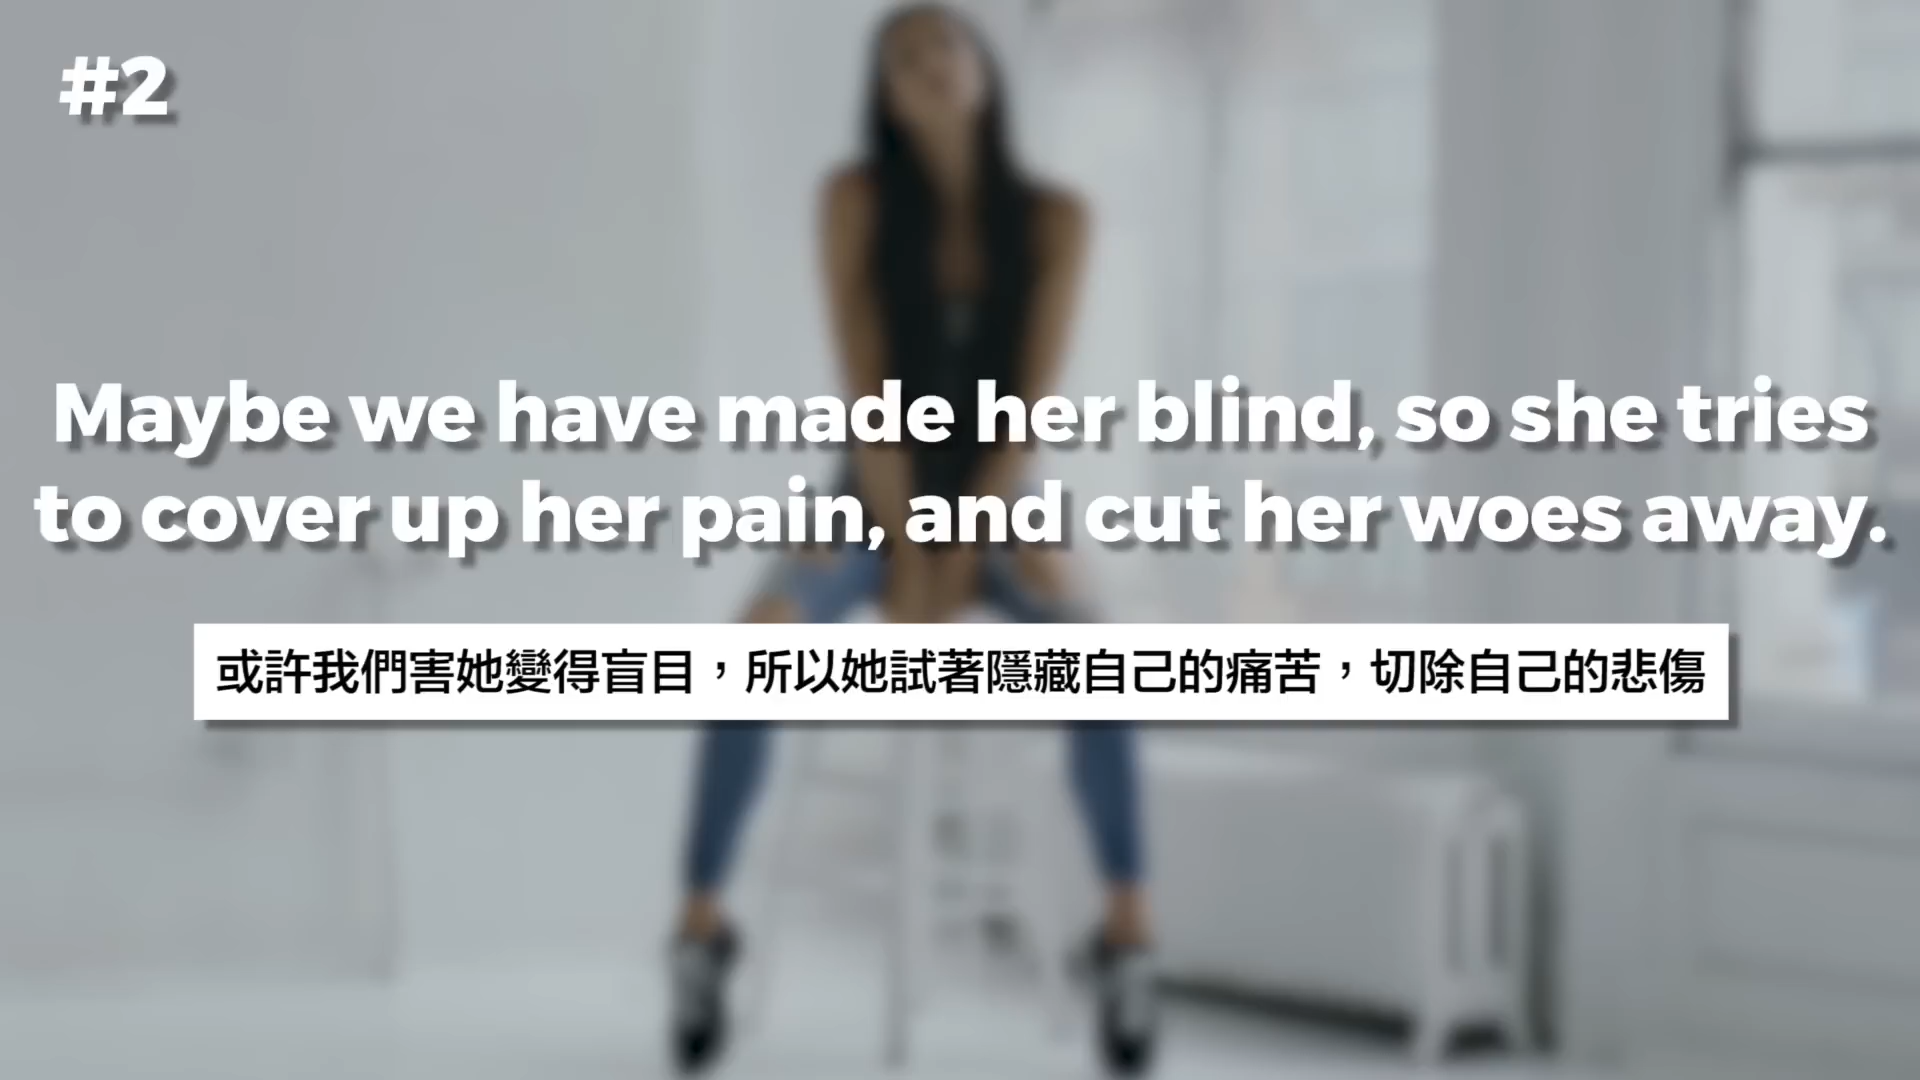 #2
Maybe we have made her blind, so she tries
to cover up her pain, and cut her woes away.
或許我們害她變得盲目，所以她試著隱藏自己的痛苦，切除自己的悲傷